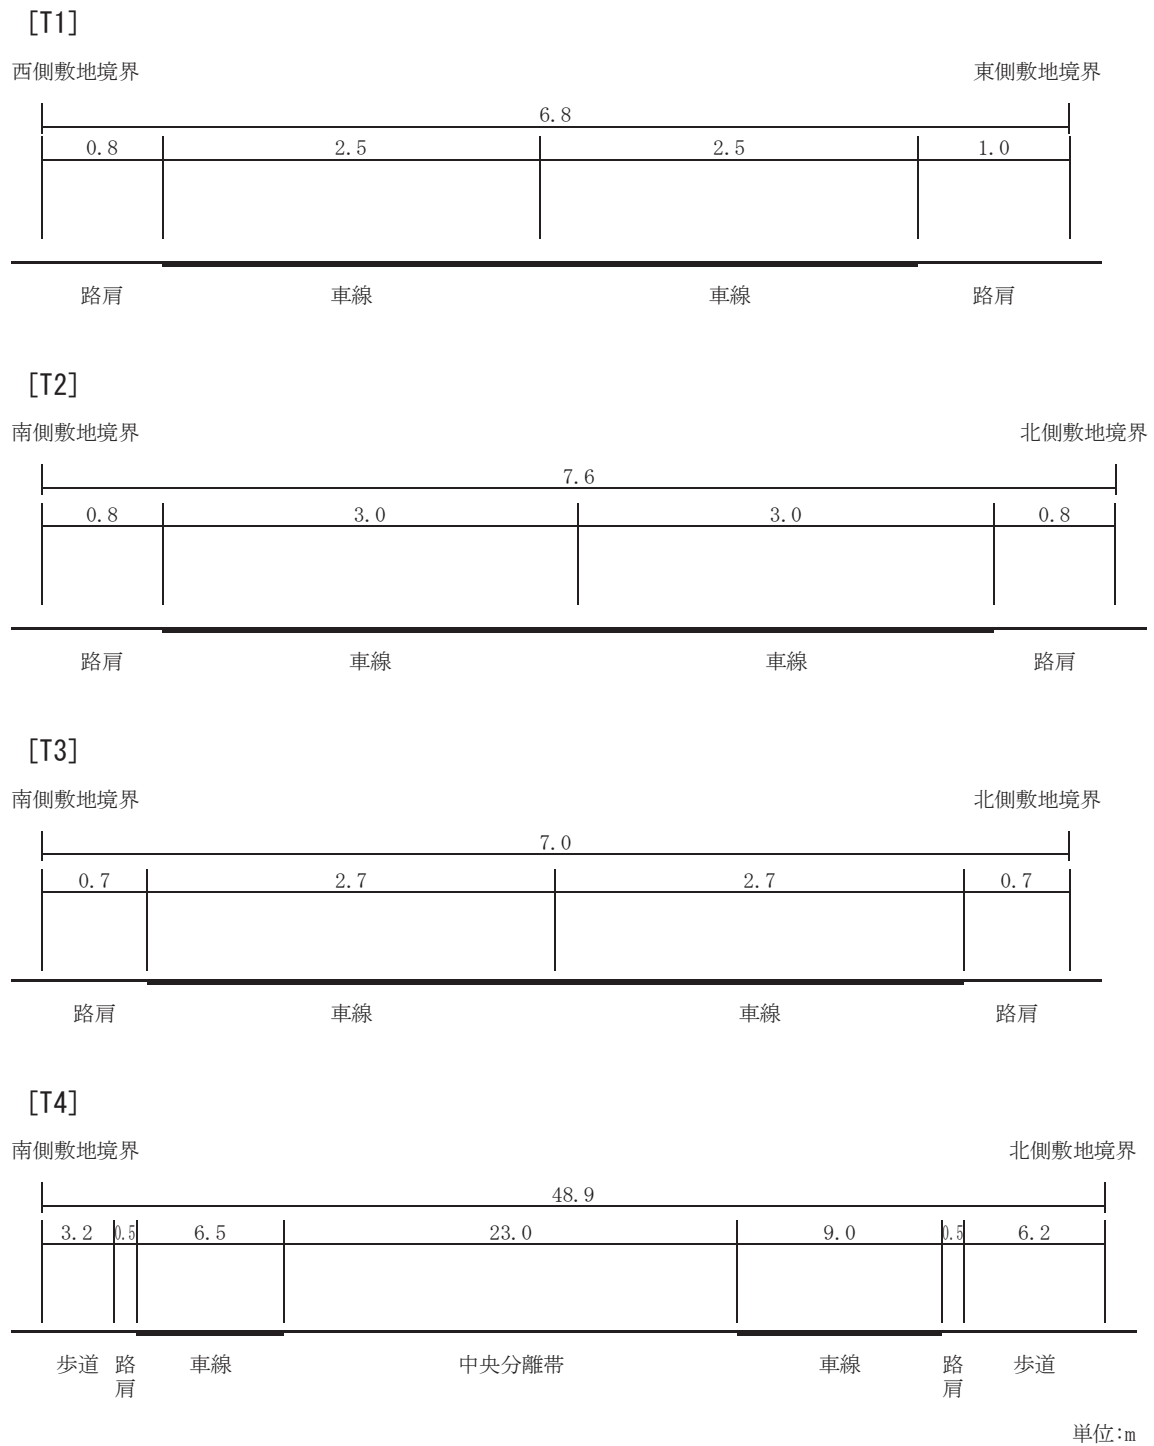 [T1]
西側敷地境界 東側敷地境界
6.8
0.8 2.5 2.5 1.0
路肩 車線 車線 路肩
[T2]
南側敷地境界 北側敷地境界
7.6
0.8 3.0 3.0 0.8
路肩 車線 車線 路肩
[T3]
南側敷地境界 北側敷地境界
7.0
0.7 2.7 2.7 0.7
路肩 車線 車線 路肩
[T4]
南側敷地境界 北側敷地境界
48.9
3.2 0.5 6.5 23.0 9.0 0.5 6.2
歩道 路肩 車線 中央分離帯 車線 路肩 歩道
単位:m